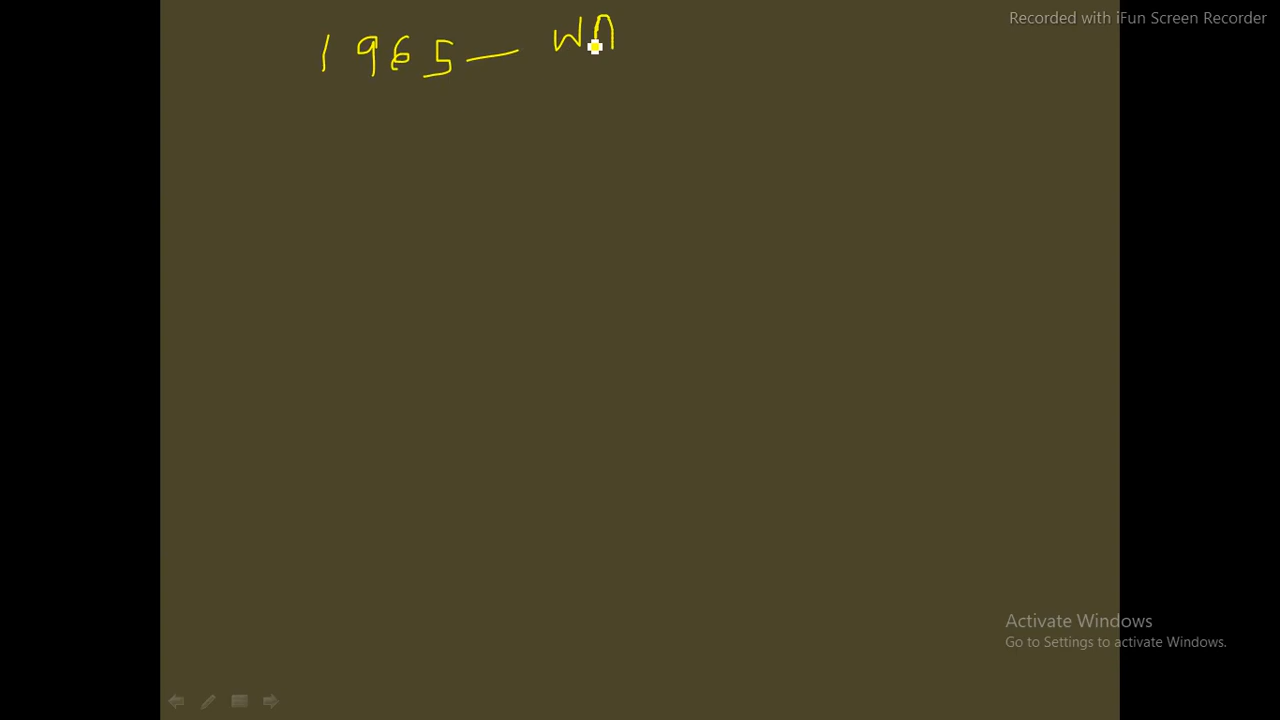 Recorded with iFun Screen Recorder
1965 — WA
Activate Windows
Go to Settings to activate Windows.